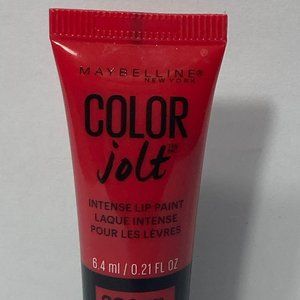 MAYBELLINE®
NEW YORK
COLOR
jolt
INTENSE LIP PAINT
LAQUE INTENSE
POUR LES LÈVRES
6.4 ml / 0.21 FL OZ